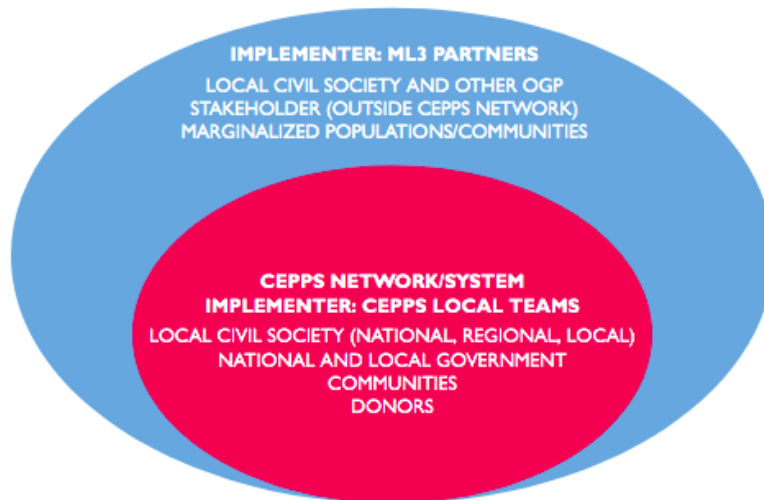 IMPLEMENTER: ML3 PARTNERS
LOCAL CIVIL SOCIETY AND OTHER OGP
STAKEHOLDER (OUTSIDE CEPPS NETWORK)
MARGINALIZED POPULATIONS/COMMUNITIES
CEPPS NETWORK/SYSTEM
IMPLEMENTER: CEPPS LOCAL TEAMS
LOCAL CIVIL SOCIETY (NATIONAL, REGIONAL, LOCAL)
NATIONAL AND LOCAL GOVERNMENT
COMMUNITIES
DONORS